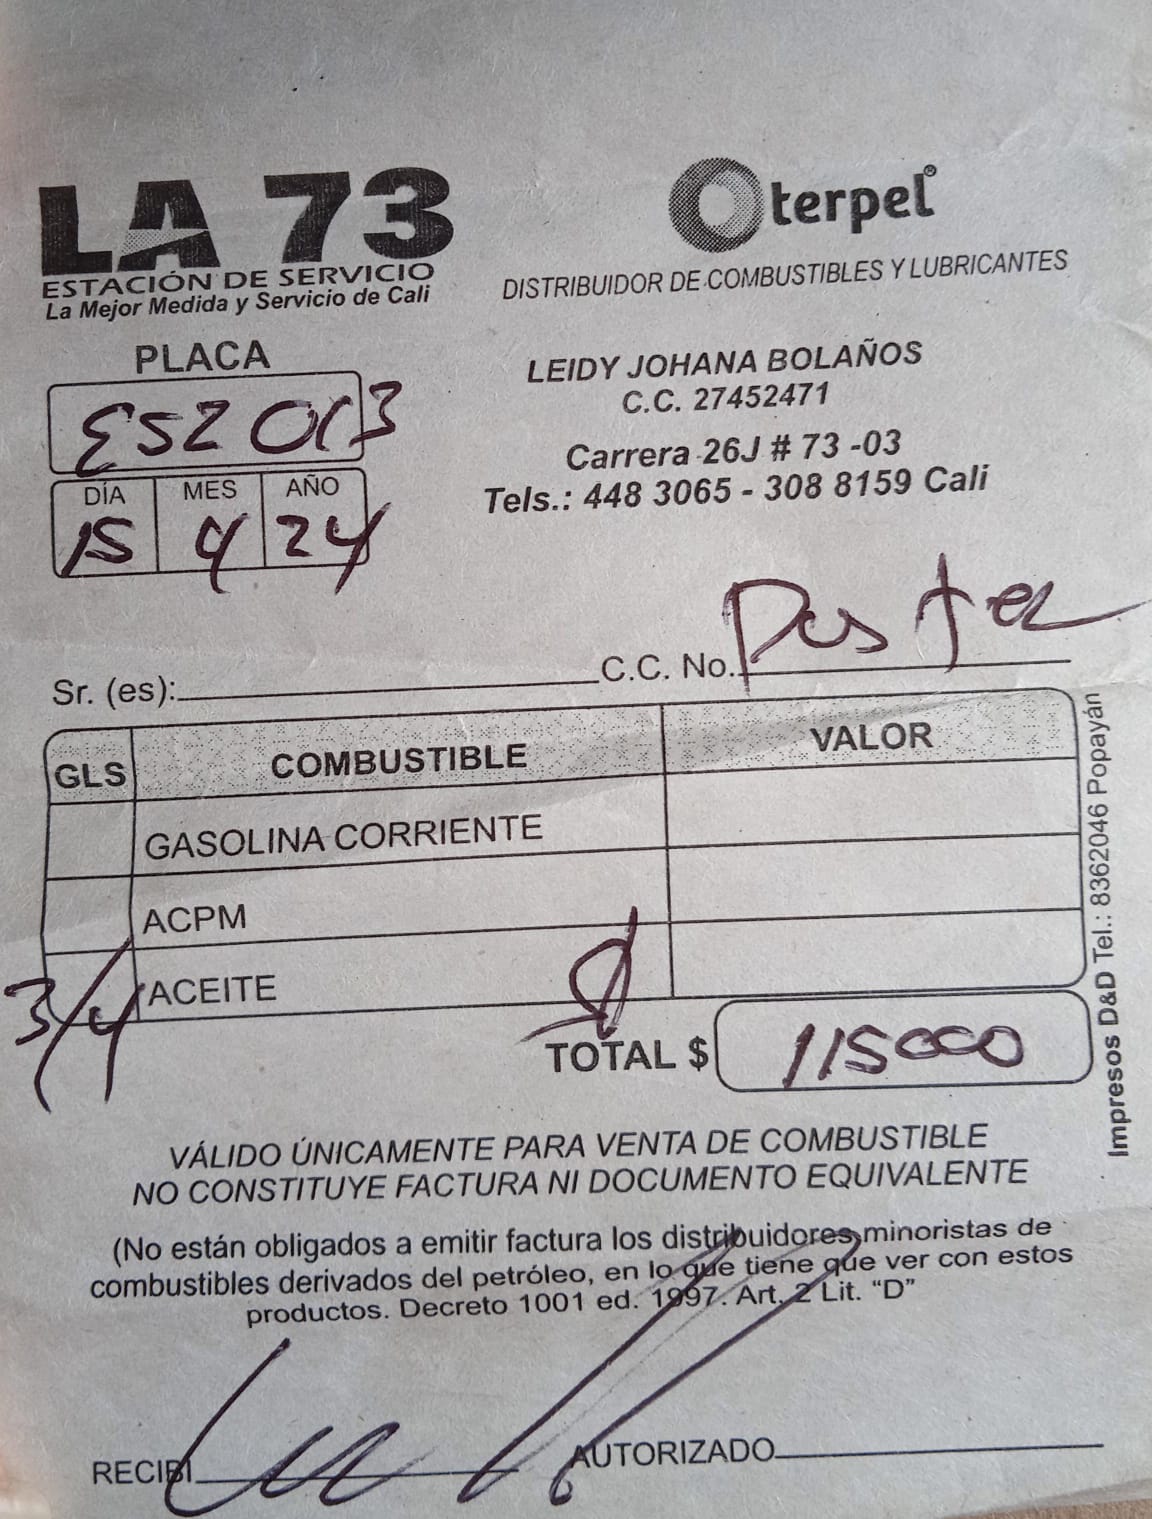 LA 73
ESTACIÓN DE SERVICIO
La Mejor Medida y Servicio de Cali
terpel®
DISTRIBUIDOR DE COMBUSTIBLES Y LUBRICANTES
PLACA
ESZ 013
DÍA MES AÑO
15 4 24
LEIDY JOHANA BOLAÑOS
C.C. 27452471
Carrera 26J # 73 -03
Tels.: 448 3065 - 308 8159 Cali
Sr. (es): C.C. No.
GLS COMBUSTIBLE VALOR
GASOLINA CORRIENTE
ACPM
3/4 ACEITE
TOTAL $ 115000
VÁLIDO ÚNICAMENTE PARA VENTA DE COMBUSTIBLE
NO CONSTITUYE FACTURA NI DOCUMENTO EQUIVALENTE
(No están obligados a emitir factura los distribuidores minoristas de
combustibles derivados del petróleo, en lo que tiene que ver con estos
productos. Decreto 1001 ed. 1997. Art. 2 Lit. “D”
RECIBI AUTORIZADO
Impresos D&D Tel.: 8362046 Popayán